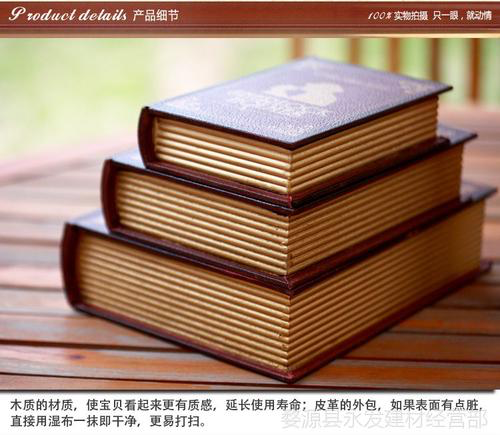 Product details 产品细节
100%实物拍摄 只一眼，就动情
木质的材质，使宝贝看起来更有质感，延长使用寿命；皮革的外包，如果表面有点脏，
直接用湿布一抹即干净，更易打扫。
婺源县永发建材经营部